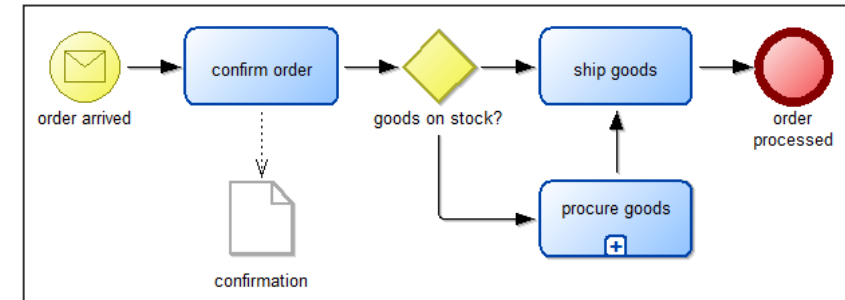 confirm order
ship goods
order arrived
goods on stock?
order
processed
procure goods
confirmation